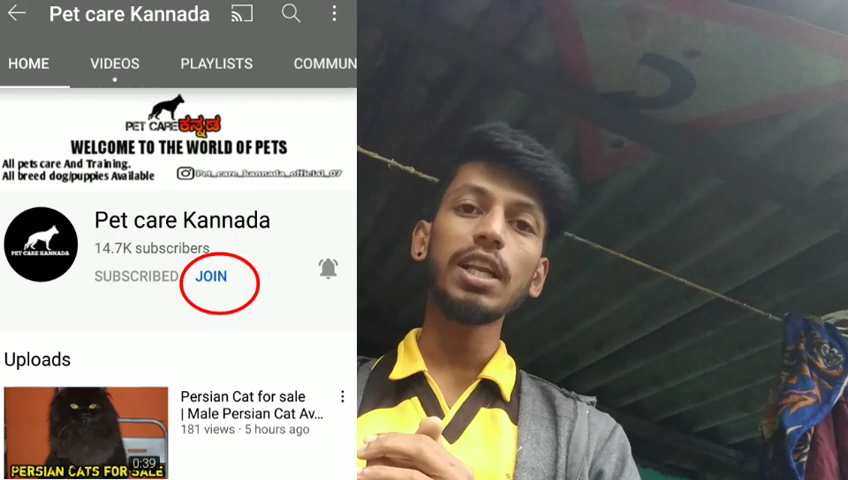 Pet care Kannada
HOME VIDEOS PLAYLISTS COMMUN
PET CARE ಕನ್ನಡ
WELCOME TO THE WORLD OF PETS
All pets care And Training.
All breed dog/puppies Available
Pet_care_kannada_official_07
PET CARE KANNADA
Pet care Kannada
14.7K subscribers
SUBSCRIBED JOIN
Uploads
Persian Cat for sale
| Male Persian Cat Av...
181 views · 5 hours ago
0:39
PERSIAN CATS FOR SALE